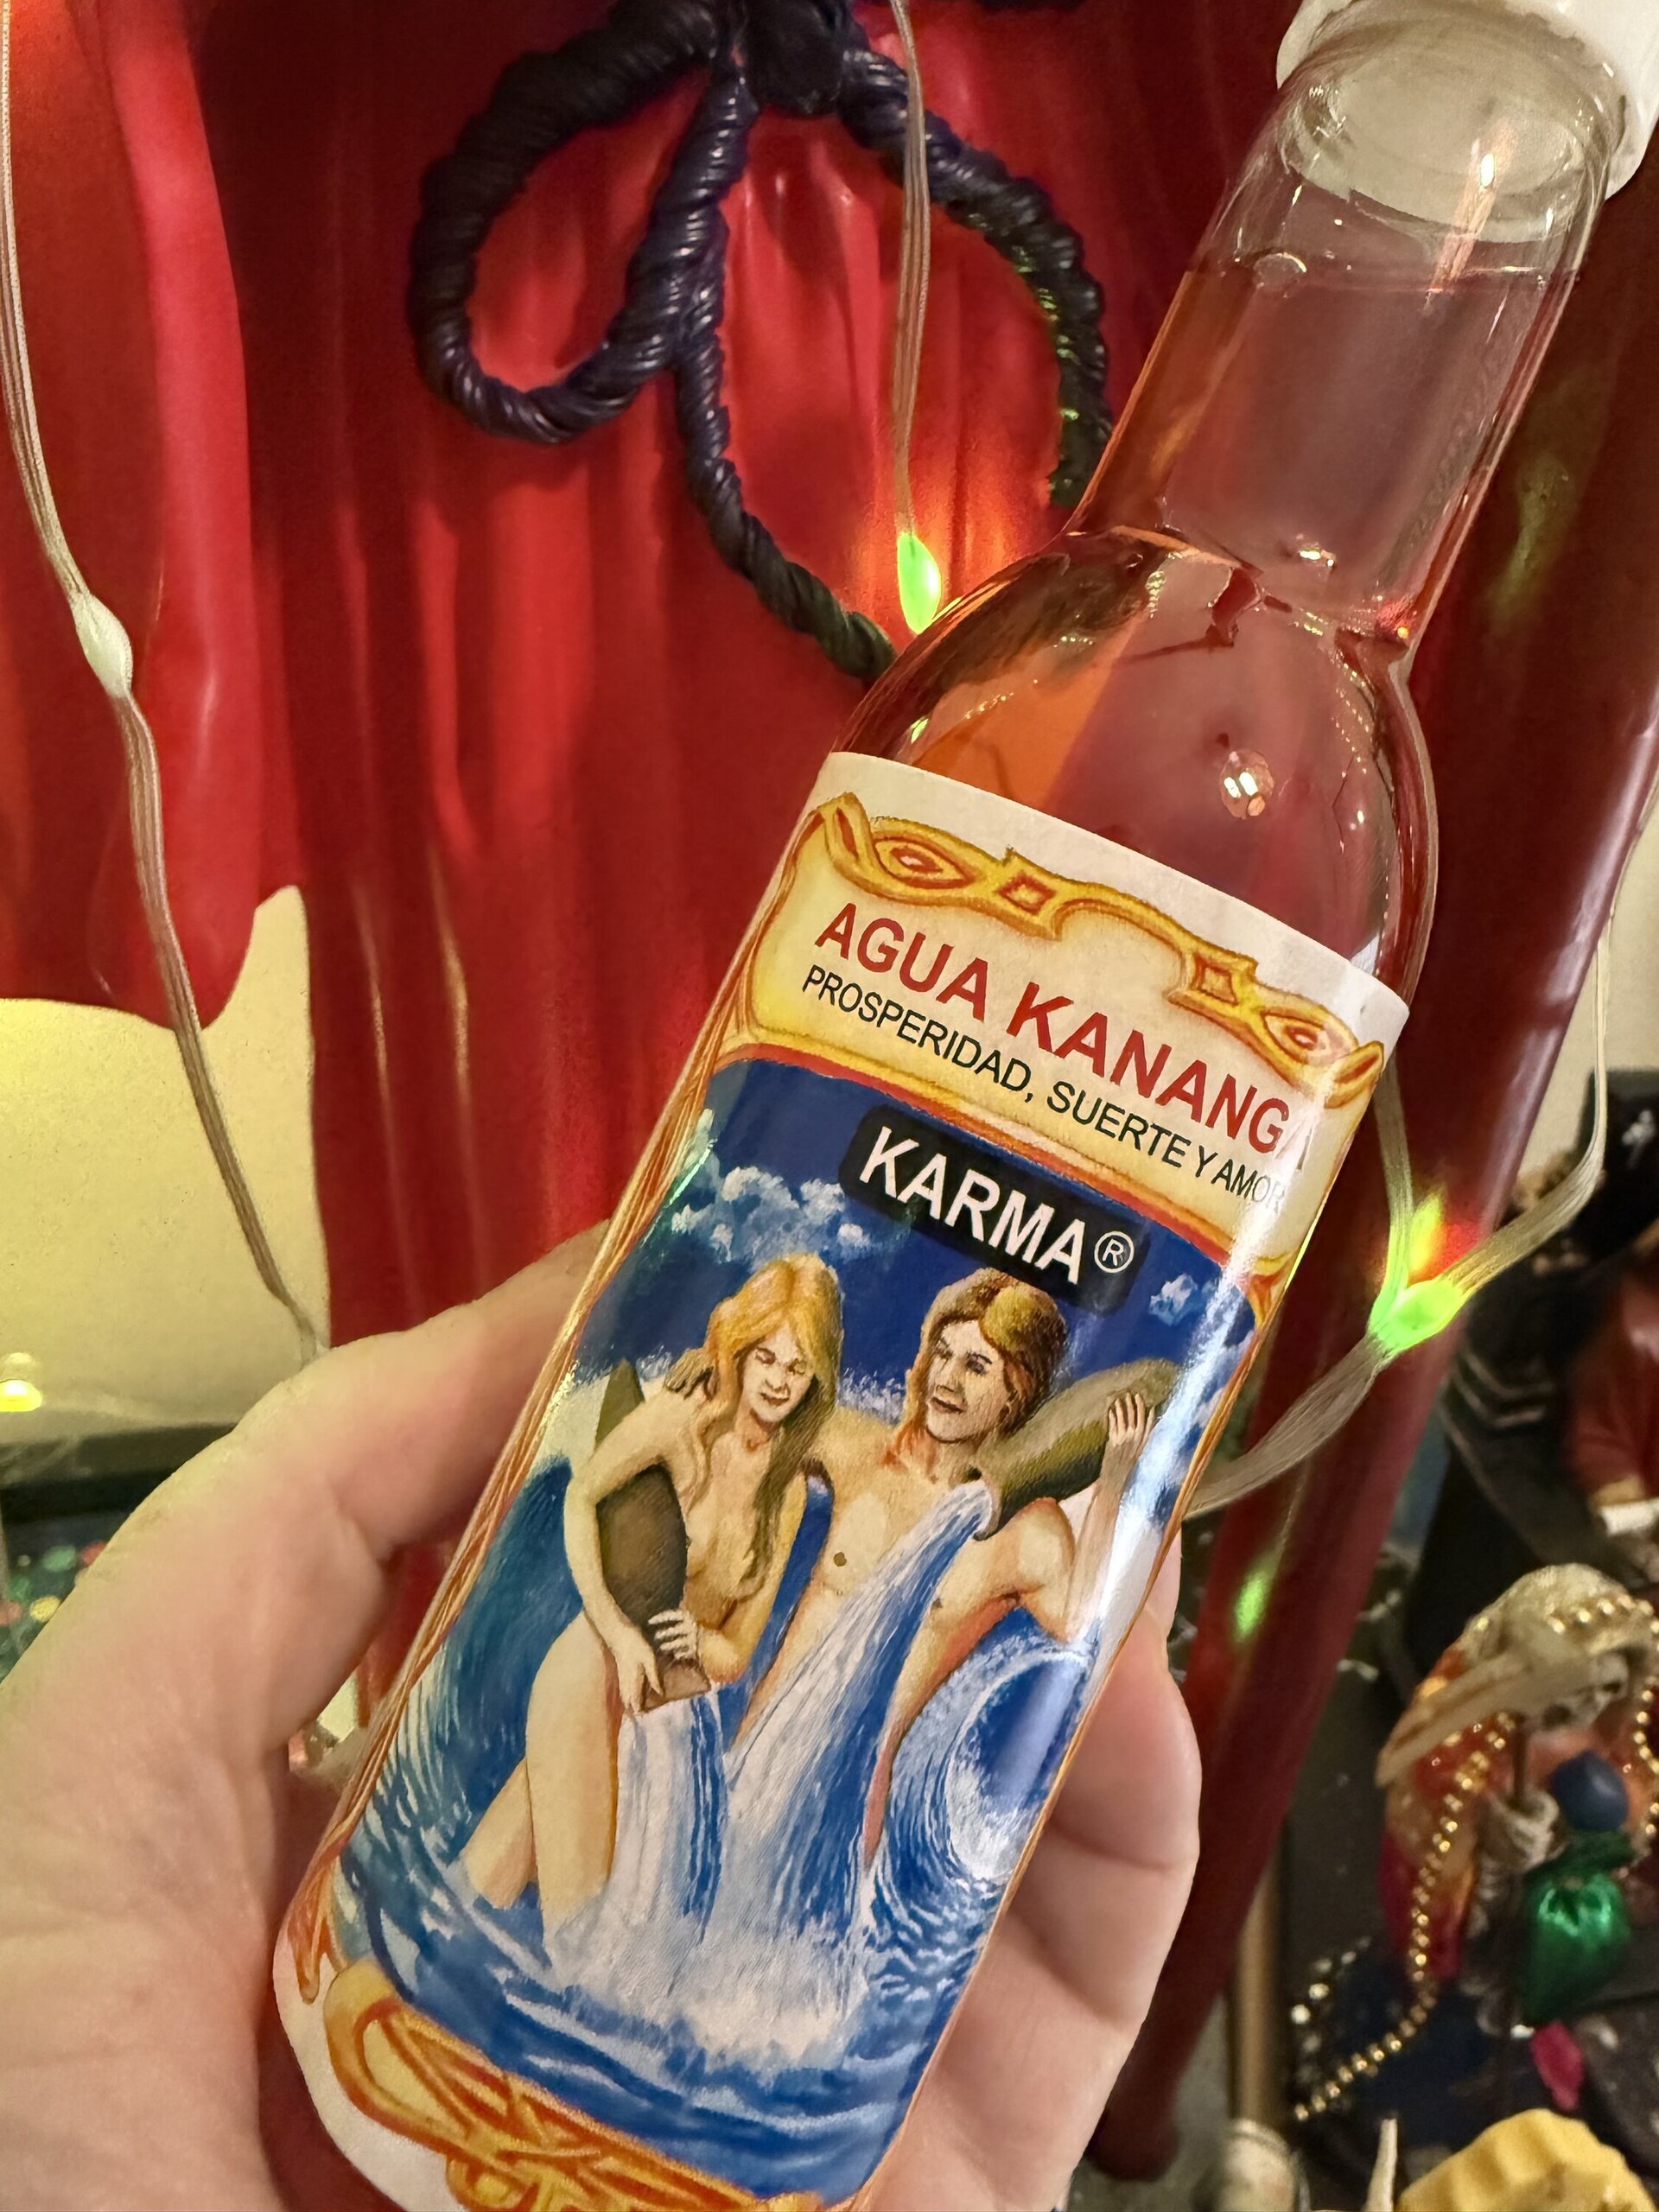 AGUA KANANGA
PROSPERIDAD, SUERTE Y AMOR
KARMA®